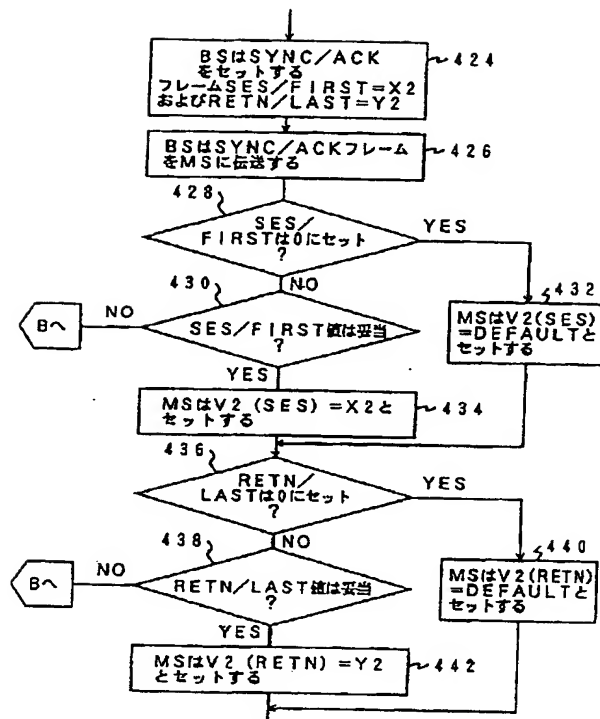 BSはSYNC/ACK
をセットする
フレームSES/FIRST=X2
およびRETN/LAST=Y2
424
BSはSYNC/ACKフレーム
をMSに伝送する
426
428
SES/
FIRSTは0にセット
?
YES
NO
430
432
Bへ
NO
SES/FIRST値は妥当
?
MSはV2(SES)
=DEFAULTと
セットする
YES
MSはV2(SES)=X2と
セットする
434
436
RETN/
LASTは0にセット
?
YES
NO
438
440
Bへ
NO
RETN/LAST値は妥当
?
MSはV2(RETN)
=DEFAULTと
セットする
YES
MSはV2(RETN)=Y2
とセットする
442